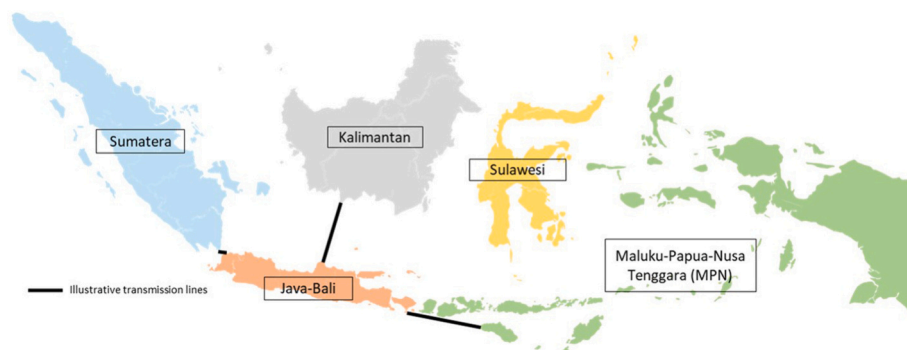 Sumatera
Kalimantan
Sulawesi
Maluku-Papua-Nusa
Tenggara (MPN)
Java-Bali
Illustrative transmission lines